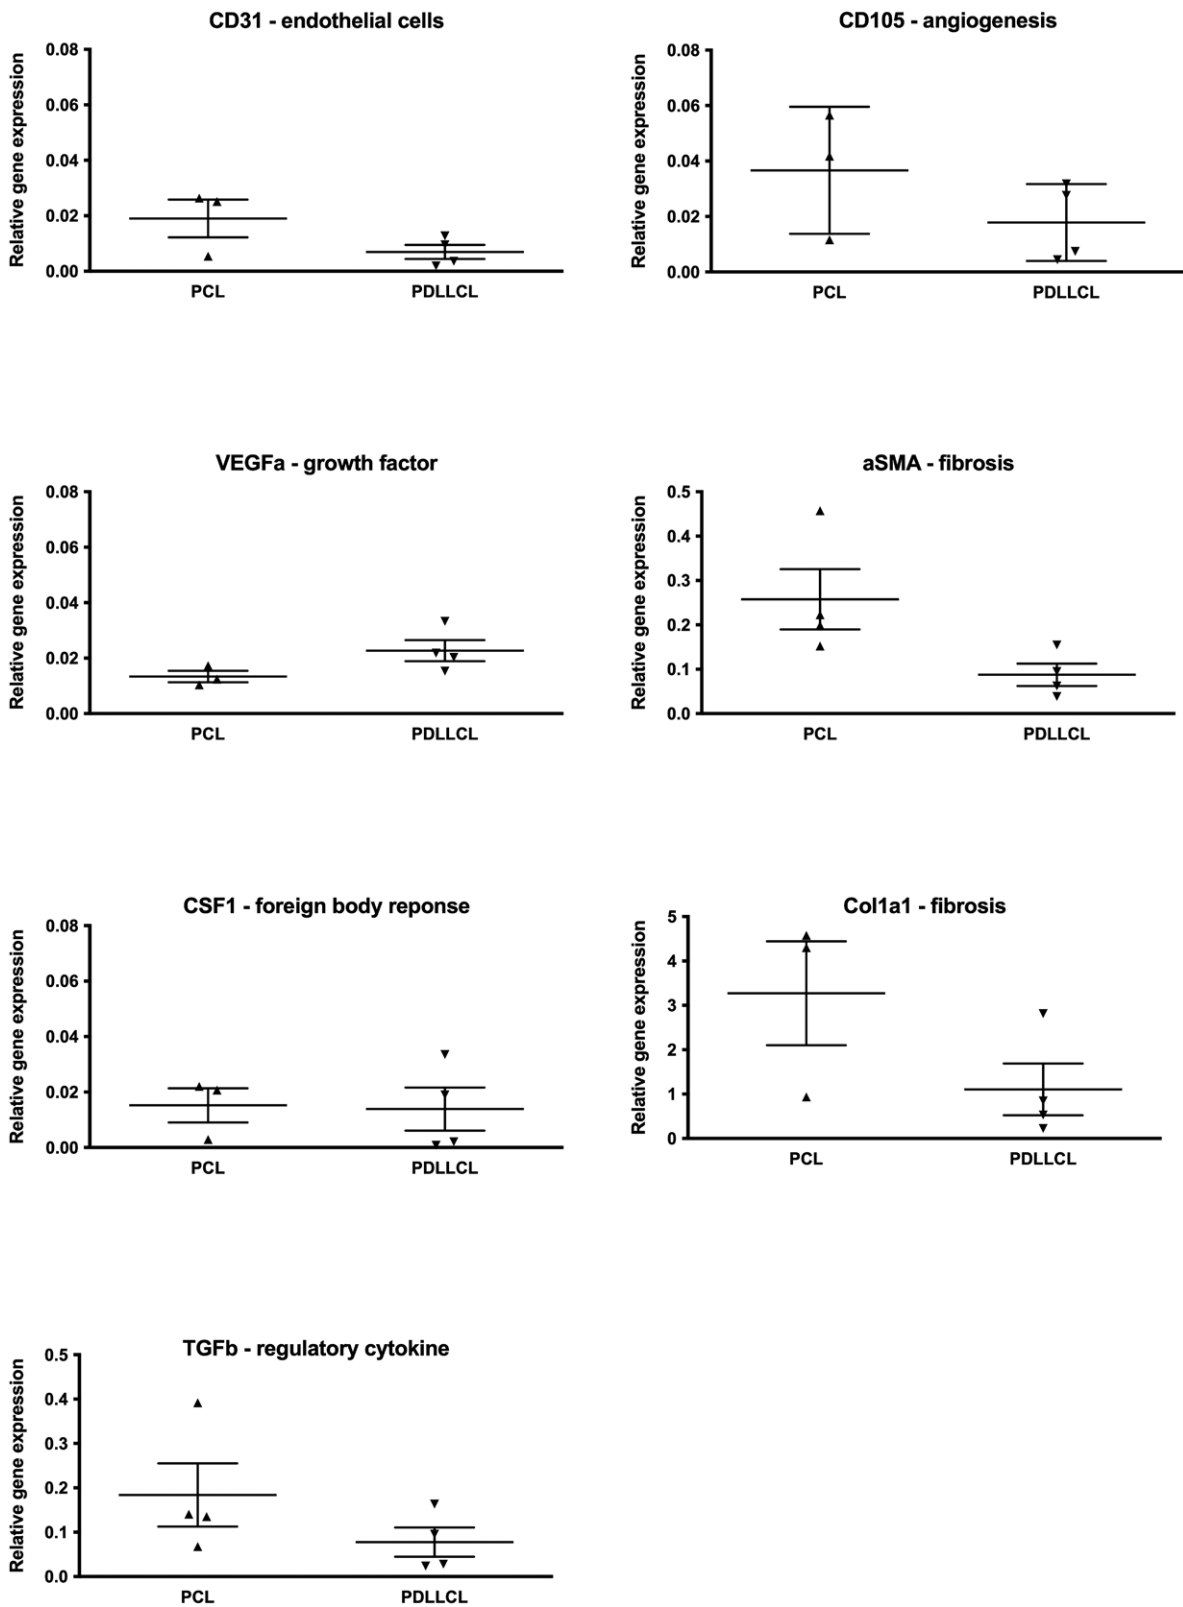 CD31 - endothelial cells
Relative gene expression
0.08
0.06
0.04
0.02
0.00
PCL PDLLCL
CD105 - angiogenesis
Relative gene expression
0.08
0.06
0.04
0.02
0.00
PCL PDLLCL
VEGFa - growth factor
Relative gene expression
0.08
0.06
0.04
0.02
0.00
PCL PDLLCL
aSMA - fibrosis
Relative gene expression
0.5
0.4
0.3
0.2
0.1
0.0
PCL PDLLCL
CSF1 - foreign body reponse
Relative gene expression
0.08
0.06
0.04
0.02
0.00
PCL PDLLCL
Col1a1 - fibrosis
Relative gene expression
5
4
3
2
1
0
PCL PDLLCL
TGFb - regulatory cytokine
Relative gene expression
0.5
0.4
0.3
0.2
0.1
0.0
PCL PDLLCL